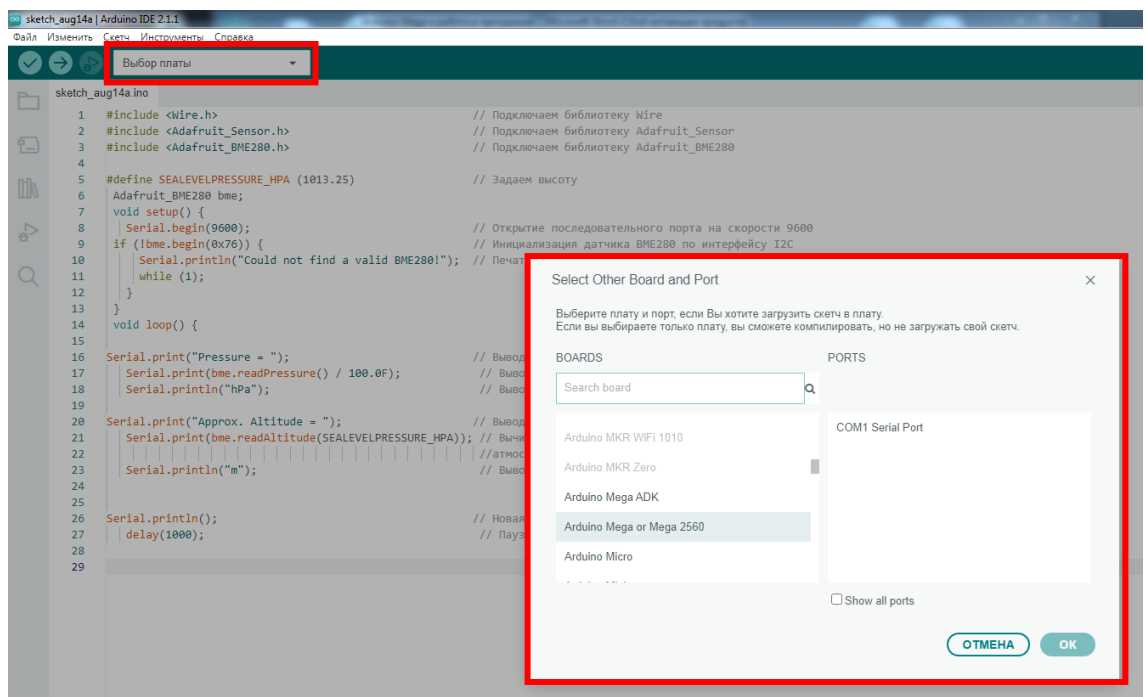 sketch_aug14a | Arduino IDE 2.1.1
Файл Изменить Скетч Инструменты Справка
Выбор платы
sketch_aug14a.ino
1 #include <Wire.h> // Подключаем библиотеку Wire
2 #include <Adafruit_Sensor.h> // Подключаем библиотеку Adafruit_Sensor
3 #include <Adafruit_BME280.h> // Подключаем библиотеку Adafruit_BME280
4
5 #define SEALEVELPRESSURE_HPA (1013.25) // Задаем высоту
6 Adafruit_BME280 bme;
7 void setup() {
8 Serial.begin(9600); // Открытие последовательного порта на скорости 9600
9 if (!bme.begin(0x76)) { // Инициализация датчика BME280 по интерфейсу I2C
10 Serial.println("Could not find a valid BME280!"); // Печат
11 while (1);
12 }
13 }
14 void loop() {
15
16 Serial.print("Pressure = "); // Вывод
17 Serial.print(bme.readPressure() / 100.0F); // Выво
18 Serial.println("hPa"); // Выво
19
20 Serial.print("Approx. Altitude = "); // Вывод
21 Serial.print(bme.readAltitude(SEALEVELPRESSURE_HPA)); // Вычи
22 //атмос
23 Serial.println("m"); // Выво
24
25
26 Serial.println(); // Новая
27 delay(1000); // Пауз
28
29
Select Other Board and Port
Выберите плату и порт, если Вы хотите загрузить скетч в плату.
Если вы выбираете только плату, вы сможете компилировать, но не загружать свой скетч.
BOARDS PORTS
Search board
Arduino MKR WiFi 1010
COM1 Serial Port
Arduino MKR Zero
Arduino Mega ADK
Arduino Mega or Mega 2560
Arduino Micro
Show all ports
ОТМЕНА OK